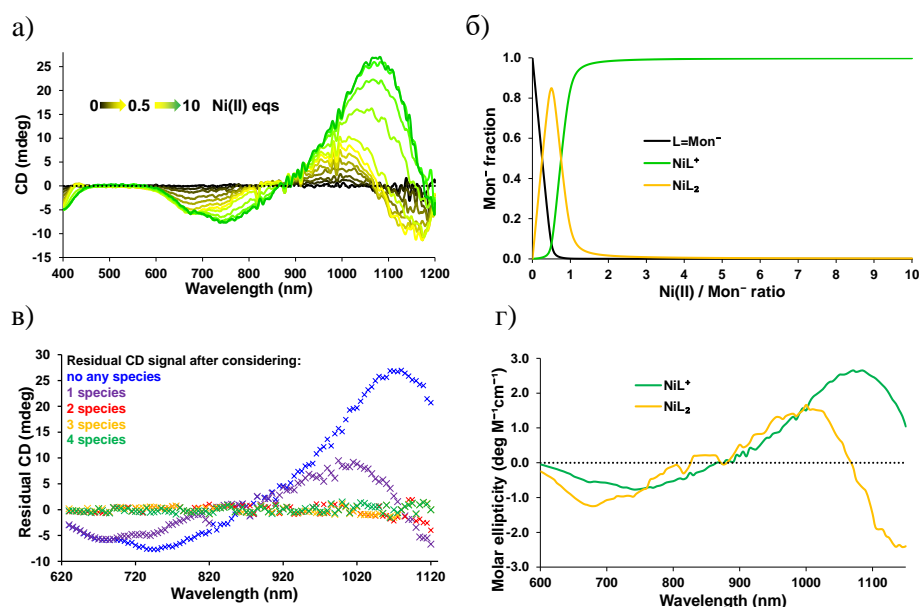 а)
CD (mdeg)
25
20
15
10
5
0
-5
-10
-15
0 0.5 10 Ni(II) eqs
400 500 600 700 800 900 1000 1100 1200
Wavelength (nm)
б)
Mon⁻ fraction
1.0
0.8
0.6
0.4
0.2
0.0
L=Mon⁻
NiL⁺
NiL₂
0 1 2 3 4 5 6 7 8 9 10
Ni(II) / Mon⁻ ratio
в)
Residual CD (mdeg)
30
25
20
15
10
5
0
-5
-10
Residual CD signal after considering:
no any species
1 species
2 species
3 species
4 species
620 720 820 920 1020 1120
Wavelength (nm)
г)
Molar ellipticity (deg M⁻¹cm⁻¹)
3.0
2.0
1.0
0.0
-1.0
-2.0
-3.0
NiL⁺
NiL₂
600 700 800 900 1000 1100
Wavelength (nm)